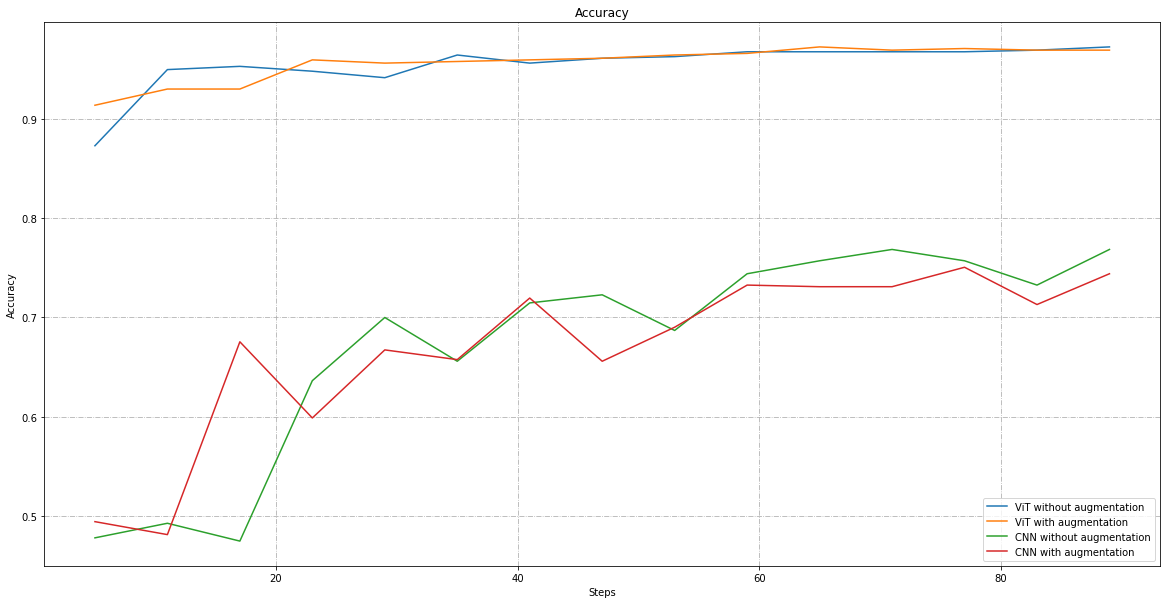 Accuracy
Accuracy
0.9
0.8
0.7
0.6
0.5
20 40 60 80
Steps
ViT without augmentation
ViT with augmentation
CNN without augmentation
CNN with augmentation